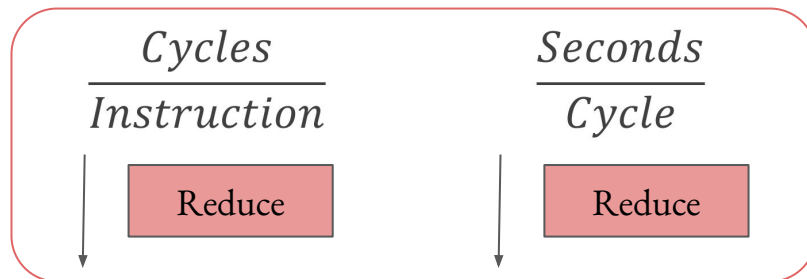 Cycles
Instruction
Reduce
Seconds
Cycle
Reduce